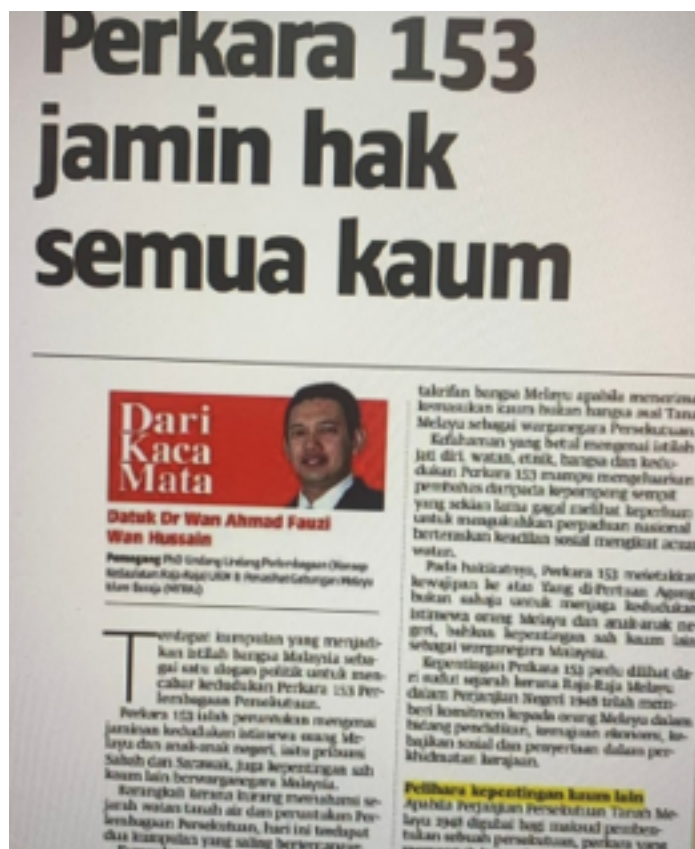 Perkara 153
jamin hak
semua kaum
Dari
Kaca
Mata
Datuk Dr Wan Ahmad Fauzi
Wan Hussain
Pemegang PhD Undang-Undang Perlembagaan
Terdapat kumpulan yang menjadi-
kan istilah bangsa Malaysia seba-
gai satu slogan politik untuk men-
cabar kedudukan Perkara 153 Per-
lembagaan Persekutuan.
Perkara 153 ialah peruntukan mengenai
jaminan kedudukan istimewa orang Me-
layu dan anak-anak negeri, iaitu pribumi
Sabah dan Sarawak, juga kepentingan sah
kaum lain berwarganegara Malaysia.
Barangkali kerana kurang memahami se-
jarah watan tanah air dan perustakan Per-
lembagaan Persekutuan, hari ini terdapat
dua kumpulan yang saling
takrifan bangsa Melayu apabila menerima
kemasukan kaum bukan bangsa asal Tana
Melayu sebagai warganegara Persekutuan
Kefahaman yang betul mengenai istilah
jati diri, watan, etnik, bangsa dan kedu-
dukan Perkara 153 mampu mengeluarkan
pembahas daripada kepompong sempit
yang sekian lama gagal melihat keperluan
untuk mengukuhkan perpaduan nasional
berteraskan keadilan sosial mengikut acuan
watan.
Pada hakikatnya, Perkara 153 meletakkan
kewajipan ke atas Yang di-Pertuan Agong
bukan sahaja untuk menjaga kedudukan
istimewa orang Melayu dan anak-anak ne-
geri, bahkan kepentingan sah kaum lain
sebagai warganegara Malaysia.
Kepentingan Perkara 153 perlu dilihat da-
ri sudut sejarah kerana Raja-Raja Melayu
dalam Perjanjian Negeri 1948 telah mem-
beri komitmen kepada orang Melayu dalam
bidang pendidikan, kemajuan ekonomi, ke-
bajikan sosial dan penyertaan dalam per-
khidmatan kerajaan.
Pelihara kepentingan kaum lain
Apabila Perjanjian Persekutuan Tanah Me-
layu 1948 digubal bagi maksud pemben-
tukan sebuah persekutuan, perkara yang